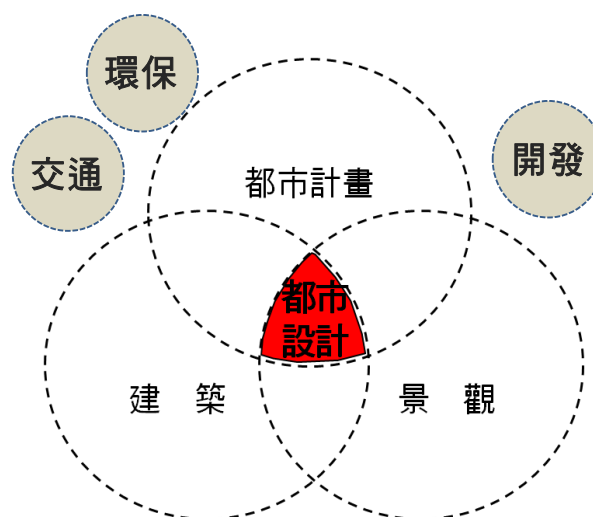 環保
交通
開發
都市計畫
都市
設計
建　築
景　觀